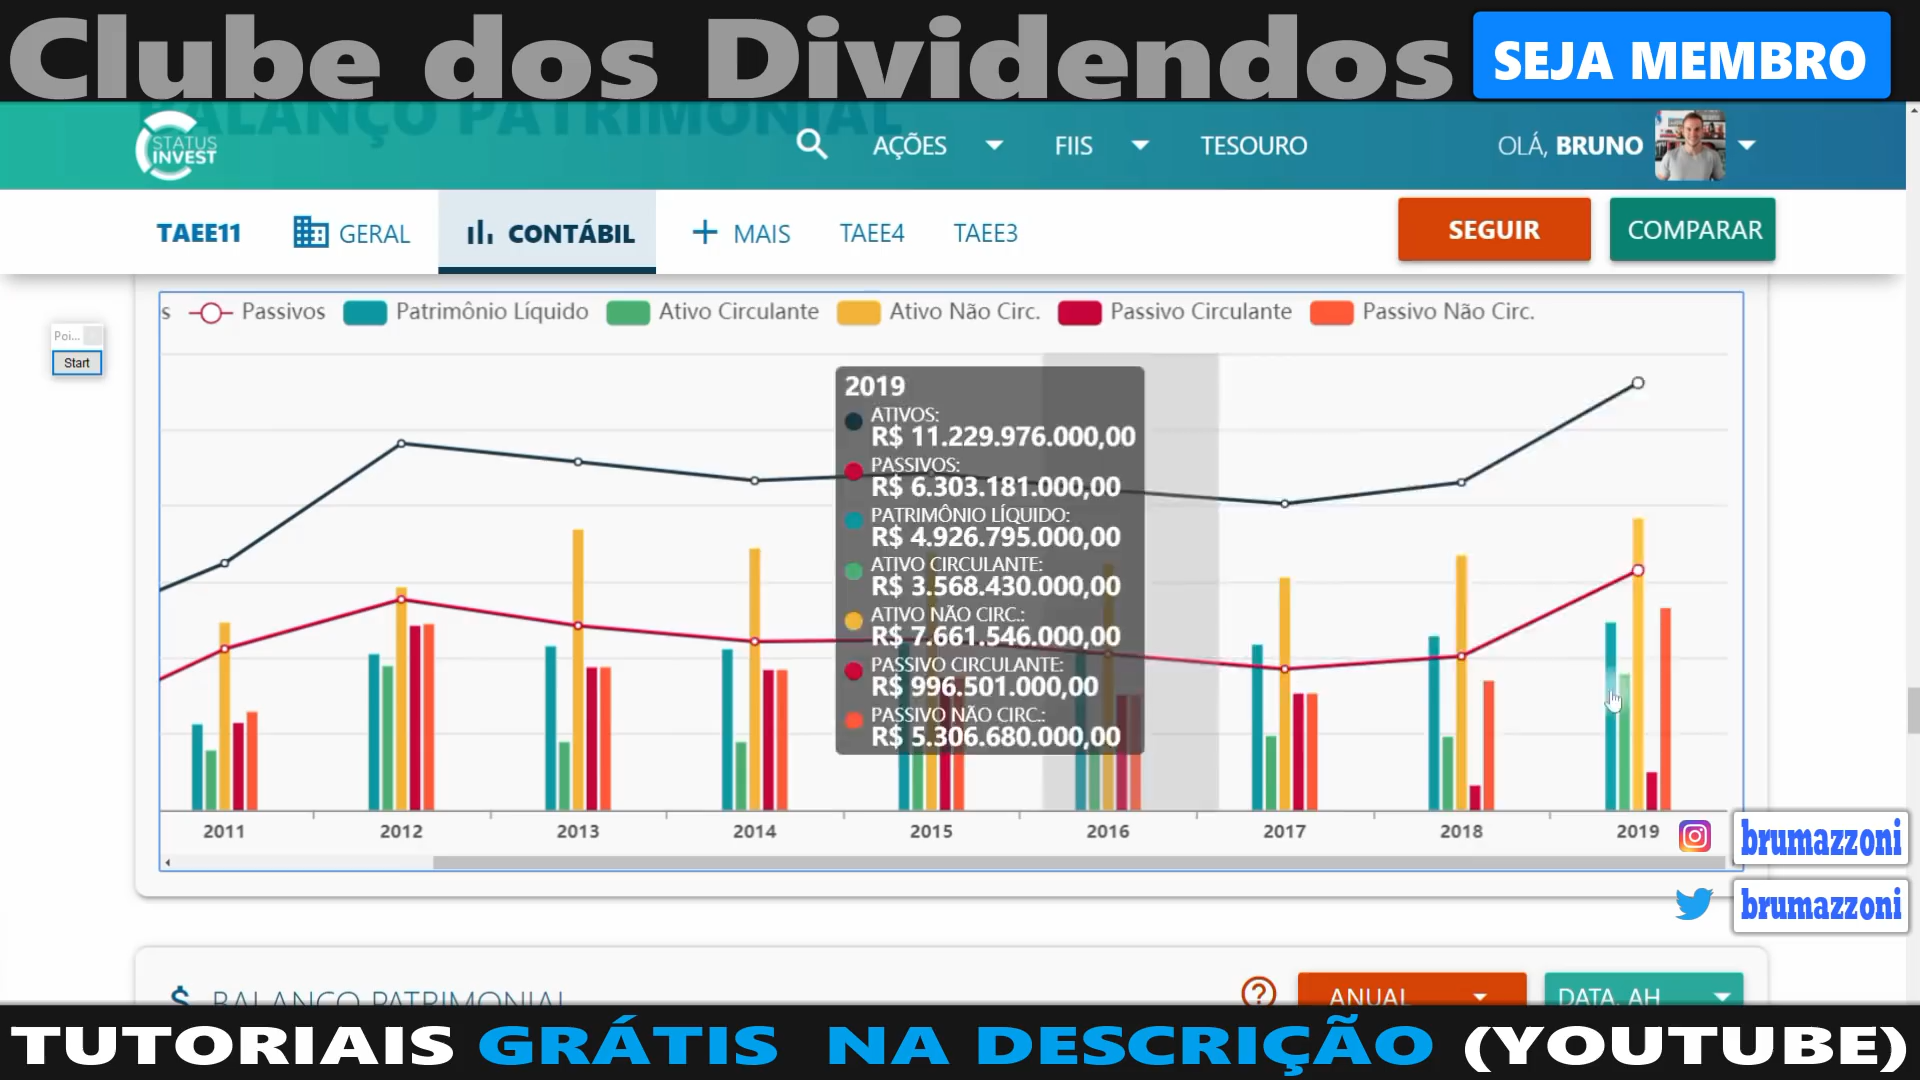 Clube dos Dividendos SEJA MEMBRO
BALANÇO PATRIMONIAL
STATUS
INVEST
AÇÕES FIIS TESOURO OLÁ, BRUNO
TAEE11 GERAL CONTÁBIL MAIS TAEE4 TAEE3 SEGUIR COMPARAR
s Passivos Patrimônio Líquido Ativo Circulante Ativo Não Circ. Passivo Circulante Passivo Não Circ.
Poi...
Start
2019
ATIVOS:
R$ 11.229.976.000,00
PASSIVOS:
R$ 6.303.181.000,00
PATRIMÔNIO LÍQUIDO:
R$ 4.926.795.000,00
ATIVO CIRCULANTE:
R$ 3.568.430.000,00
ATIVO NÃO CIRC.:
R$ 7.661.546.000,00
PASSIVO CIRCULANTE:
R$ 996.501.000,00
PASSIVO NÃO CIRC.:
R$ 5.306.680.000,00
2011 2012 2013 2014 2015 2016 2017 2018 2019
brumazzoni
brumazzoni
$ BALANÇO PATRIMONIAL ? ANUAL DATA, AH
TUTORIAIS GRÁTIS NA DESCRIÇÃO (YOUTUBE)